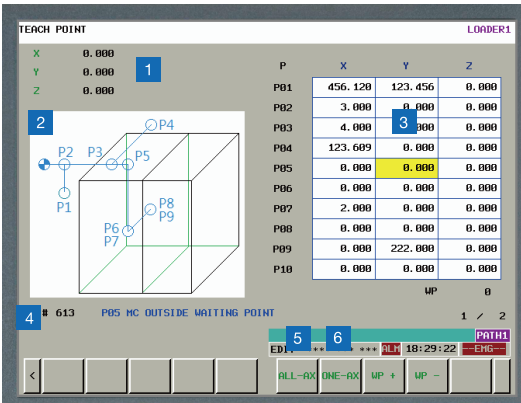 TEACH POINT LOADER1
X 0.000
Y 0.000
Z 0.000
1
P X Y Z
P01 456.120 123.456 0.000
P02 3.000 0.000 0.000
P03 4.000 000 0.000
P04 123.609 0.000 0.000
P05 0.000 0.000 0.000
P06 0.000 0.000 0.000
P07 2.000 0.000 0.000
P08 0.000 0.000 0.000
P09 0.000 222.000 0.000
P10 0.000 0.000 0.000
3
2
P4
P2 P3 P5
P1
P8
P9
P6
P7
WP 0
4
# 613 P05 MC OUTSIDE WAITING POINT
1 / 2
PATH1
5 6
*** ALM 18:29:22 --EMG--
< ALL-AX ONE-AX WP + WP -